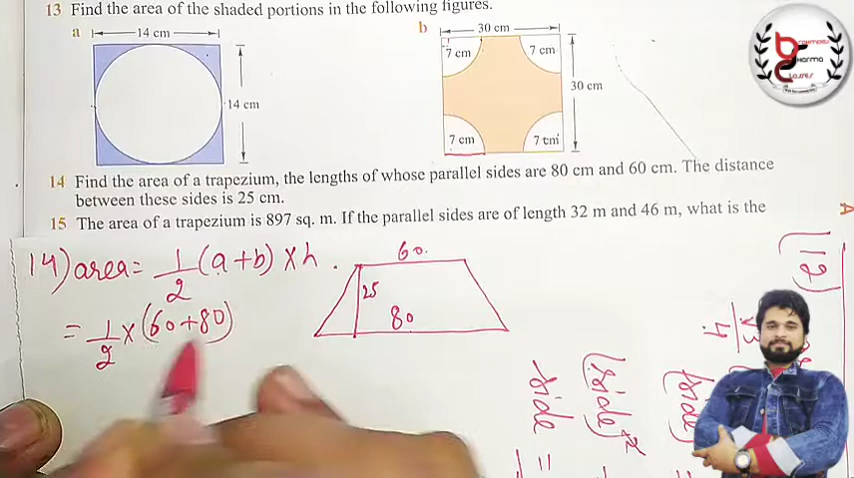 13 Find the area of the shaded portions in the following figures.
a 14 cm
14 cm
b 30 cm
7 cm 7 cm
30 cm
7 cm 7 cm
14 Find the area of a trapezium, the lengths of whose parallel sides are 80 cm and 60 cm. The distance
between these sides is 25 cm.
15 The area of a trapezium is 897 sq. m. If the parallel sides are of length 32 m and 46 m, what is the
A
14) area = 1/2 (a+b) × h.
= 1/2 × (60+80)
60.
25
80
(12)
√3/4
(side)
(side)²
side =